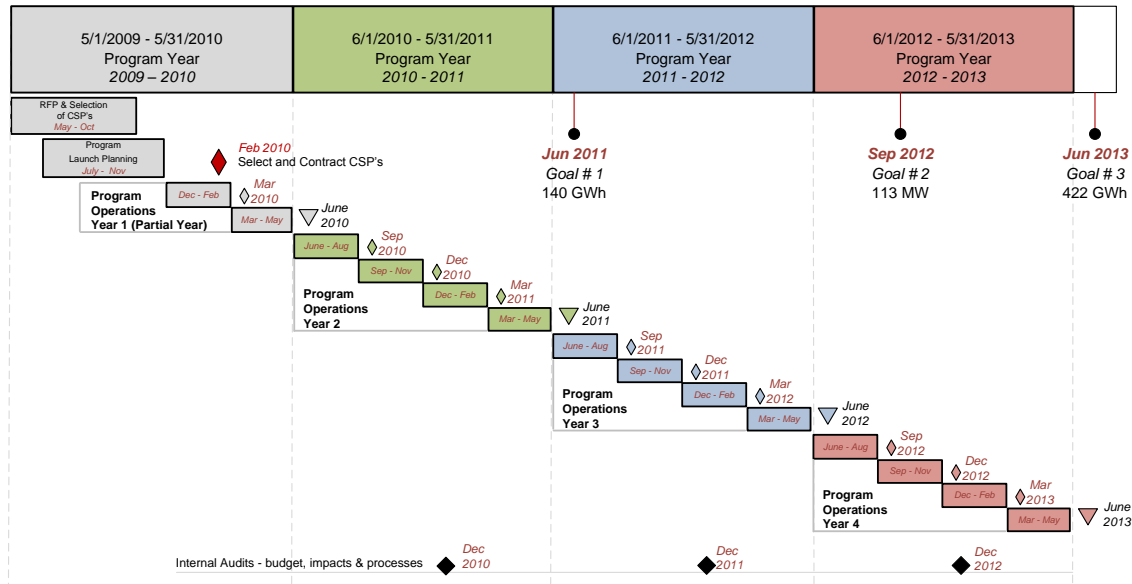 5/1/2009 - 5/31/2010
Program Year
2009 – 2010
6/1/2010 - 5/31/2011
Program Year
2010 - 2011
6/1/2011 - 5/31/2012
Program Year
2011 - 2012
6/1/2012 - 5/31/2013
Program Year
2012 - 2013
RFP & Selection
of CSP's
May - Oct
Program
Launch Planning
July - Nov
Feb 2010
Select and Contract CSP's
Jun 2011
Goal # 1
140 GWh
Sep 2012
Goal # 2
113 MW
Jun 2013
Goal # 3
422 GWh
Program
Operations
Year 1 (Partial Year)
Dec - Feb
Mar
2010
Mar - May
June
2010
June - Aug
Sep
2010
Sep - Nov
Dec
2010
Dec - Feb
Mar
2011
Mar - May
June
2011
Program
Operations
Year 2
June - Aug
Sep
2011
Sep - Nov
Dec
2011
Dec - Feb
Mar
2012
Mar - May
June
2012
Program
Operations
Year 3
June - Aug
Sep
2012
Sep - Nov
Dec
2012
Dec - Feb
Mar
2013
Mar - May
June
2013
Program
Operations
Year 4
Internal Audits - budget, impacts & processes
Dec
2010
Dec
2011
Dec
2012